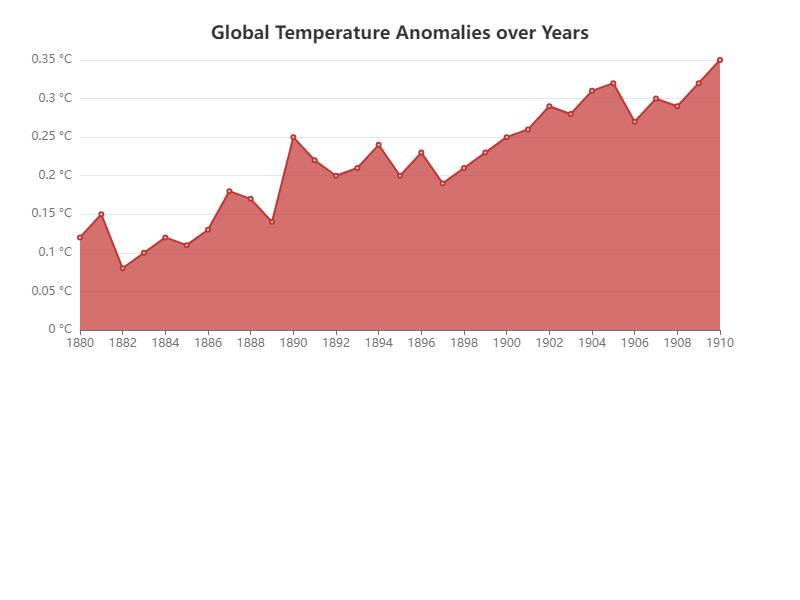 Global Temperature Anomalies over Years
0.35 °C
0.3 °C
0.25 °C
0.2 °C
0.15 °C
0.1 °C
0.05 °C
0 °C
1880 1882 1884 1886 1888 1890 1892 1894 1896 1898 1900 1902 1904 1906 1908 1910